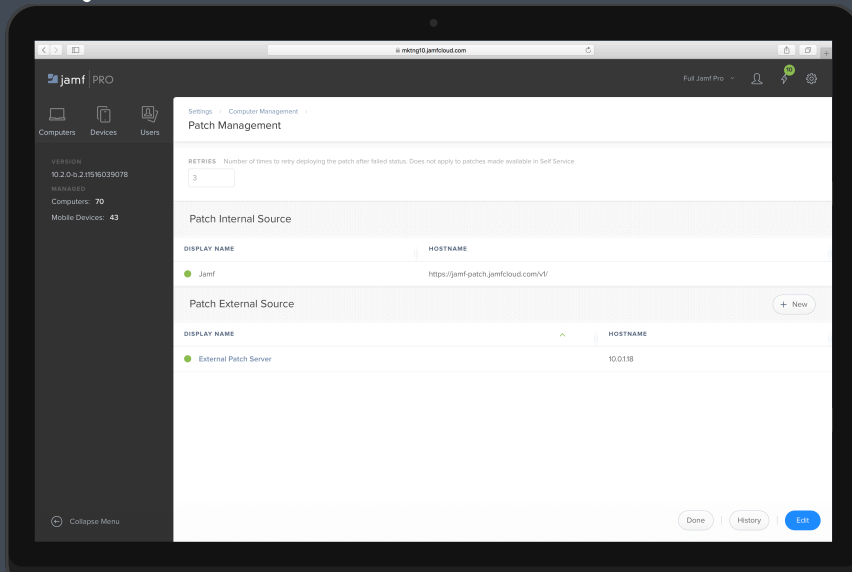 mktng10.jamfcloud.com
jamf PRO
Full Jamf Pro
10
Computers
Devices
Users
Settings
Computer Management
Patch Management
VERSION
10.2.0-b.2.t1516039078
MANAGED
Computers: 70
Mobile Devices: 43
RETRIES Number of times to retry deploying the patch after failed status. Does not apply to patches made available in Self Service
3
Patch Internal Source
DISPLAY NAME HOSTNAME
Jamf https://jamf-patch.jamfcloud.com/v1/
Patch External Source
+ New
DISPLAY NAME HOSTNAME
External Patch Server 10.0.1.18
Collapse Menu
Done
History
Edit